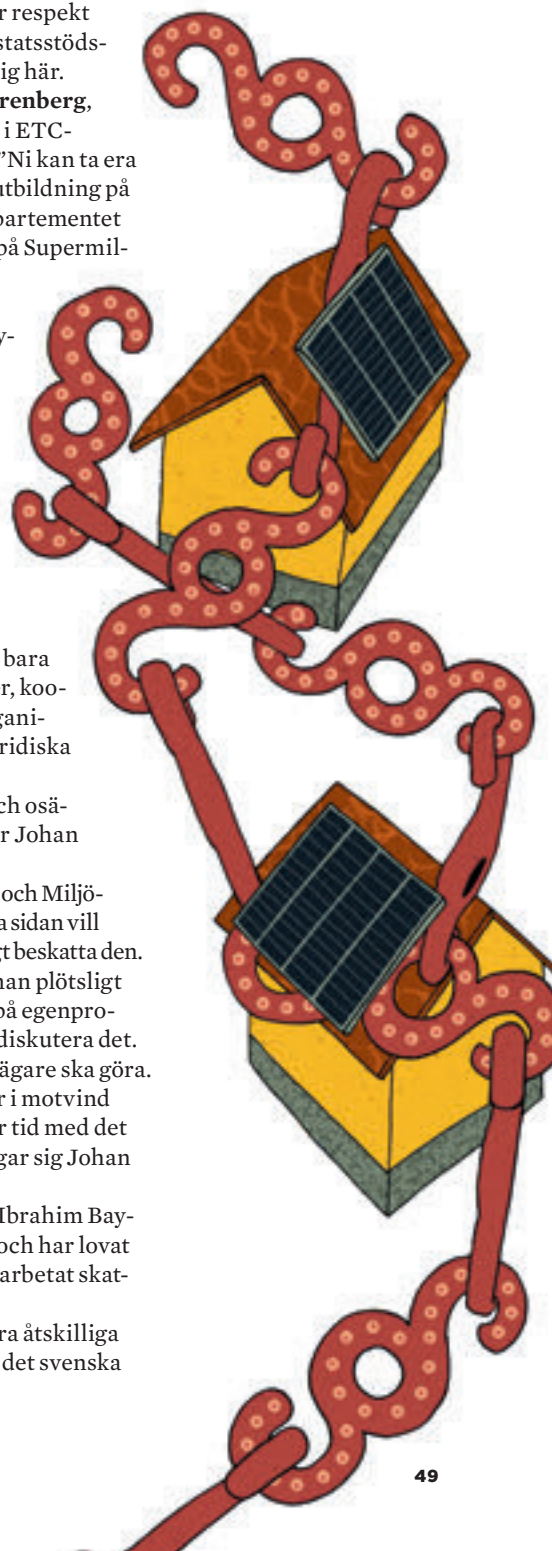 r respekt
statsstöds-
ig här.
renberg,
i ETC-
”Ni kan ta era
utbildning på
partementet
på Supermil-
y-
bara
er, koo-
gani-
ridiska
ch osä-
r Johan
och Miljö-
a sidan vill
gt beskatta den.
man plötsligt
på egenpro-
diskutera det.
ägare ska göra.
r i motvind
r tid med det
gar sig Johan
Ibrahim Bay-
och har lovat
arbetat skat-
ra åtskilliga
det svenska
49